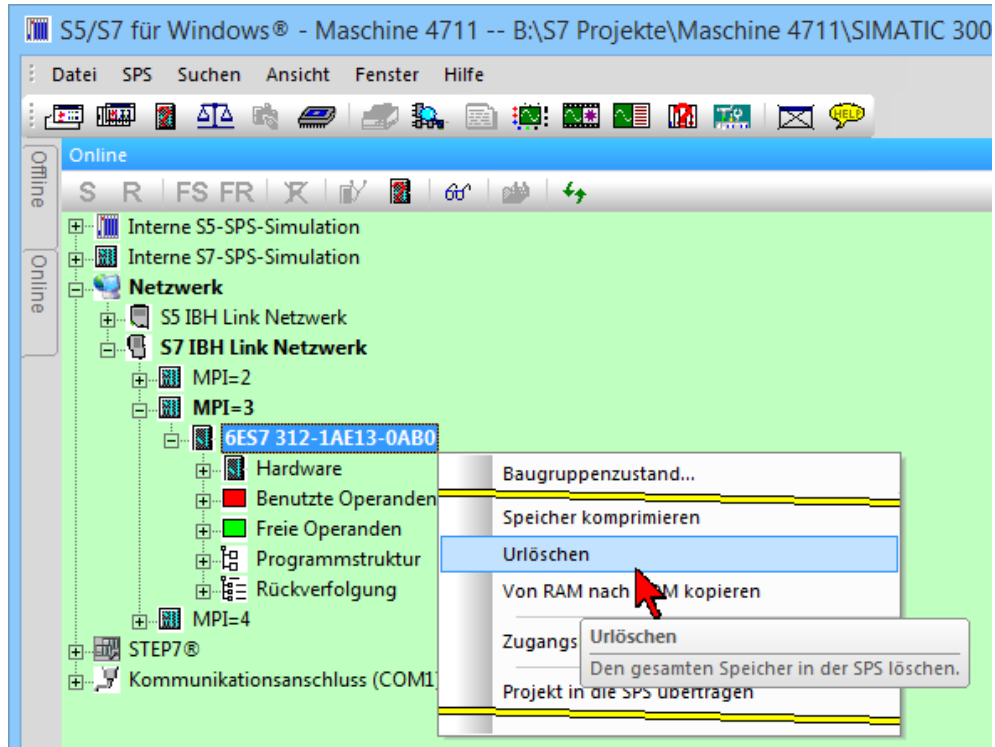 S5/S7 für Windows® - Maschine 4711 -- B:\S7 Projekte\Maschine 4711\SIMATIC 300
Datei SPS Suchen Ansicht Fenster Hilfe
HELP
Offline
Online
Online
S R FS FR
Interne S5-SPS-Simulation
Interne S7-SPS-Simulation
Netzwerk
S5 IBH Link Netzwerk
S7 IBH Link Netzwerk
MPI=2
MPI=3
6ES7 312-1AE13-0AB0
Hardware
Benutzte Operanden
Freie Operanden
Programmstruktur
Rückverfolgung
MPI=4
STEP7®
Kommunikationsanschluss (COM1
Baugruppenzustand...
Speicher komprimieren
Urlöschen
Von RAM nach kopieren
Zugangs
Urlöschen
Den gesamten Speicher in der SPS löschen.
Projekt in die SPS übertragen